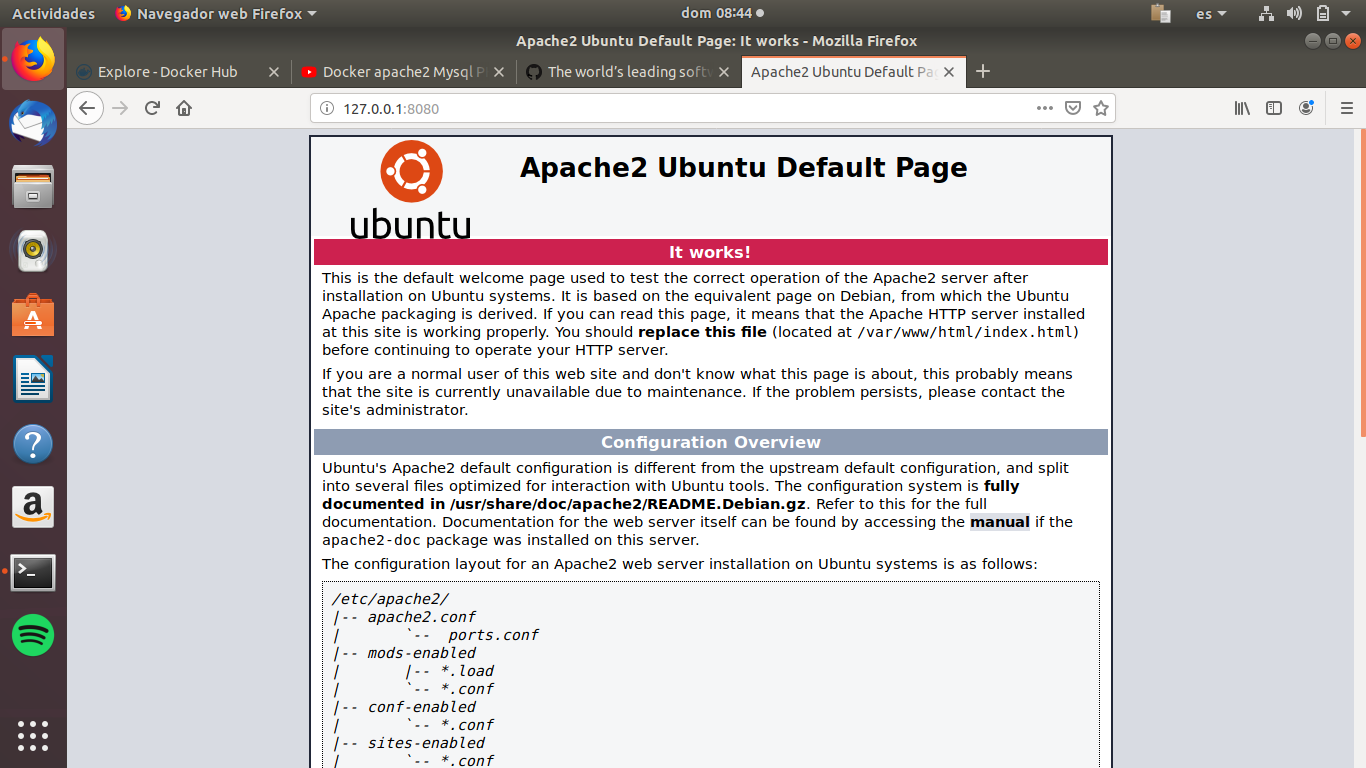 Actividades
Navegador web Firefox
dom 08:44
es
Apache2 Ubuntu Default Page: It works - Mozilla Firefox
Explore - Docker Hub
Docker apache2 Mysql P
The world's leading softw
Apache2 Ubuntu Default Pa
127.0.0.1:8080
ubuntu
Apache2 Ubuntu Default Page
It works!
This is the default welcome page used to test the correct operation of the Apache2 server after
installation on Ubuntu systems. It is based on the equivalent page on Debian, from which the Ubuntu
Apache packaging is derived. If you can read this page, it means that the Apache HTTP server installed
at this site is working properly. You should replace this file (located at /var/www/html/index.html)
before continuing to operate your HTTP server.
If you are a normal user of this web site and don't know what this page is about, this probably means
that the site is currently unavailable due to maintenance. If the problem persists, please contact the
site's administrator.
Configuration Overview
Ubuntu's Apache2 default configuration is different from the upstream default configuration, and split
into several files optimized for interaction with Ubuntu tools. The configuration system is fully
documented in /usr/share/doc/apache2/README.Debian.gz. Refer to this for the full
documentation. Documentation for the web server itself can be found by accessing the manual if the
apache2-doc package was installed on this server.
The configuration layout for an Apache2 web server installation on Ubuntu systems is as follows:
/etc/apache2/
|-- apache2.conf
|       `--  ports.conf
|-- mods-enabled
|       |-- *.load
|       `-- *.conf
|-- conf-enabled
|       `-- *.conf
|-- sites-enabled
|       `-- *.conf